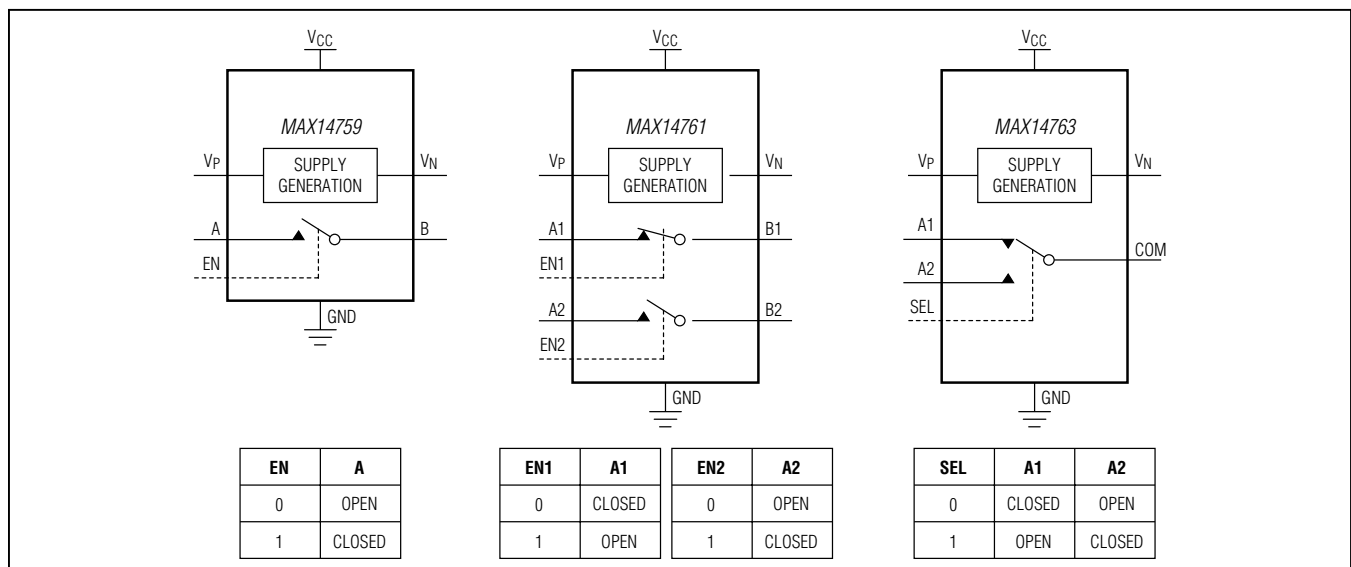 VCC
MAX14759
VP
SUPPLY
GENERATION
VN
A
B
EN
GND
EN A
0 OPEN
1 CLOSED
VCC
MAX14761
VP
SUPPLY
GENERATION
VN
A1
B1
EN1
A2
B2
EN2
GND
EN1 A1
0 CLOSED
1 OPEN
EN2 A2
0 OPEN
1 CLOSED
VCC
MAX14763
VP
SUPPLY
GENERATION
VN
A1
COM
A2
SEL
GND
SEL A1 A2
0 CLOSED OPEN
1 OPEN CLOSED